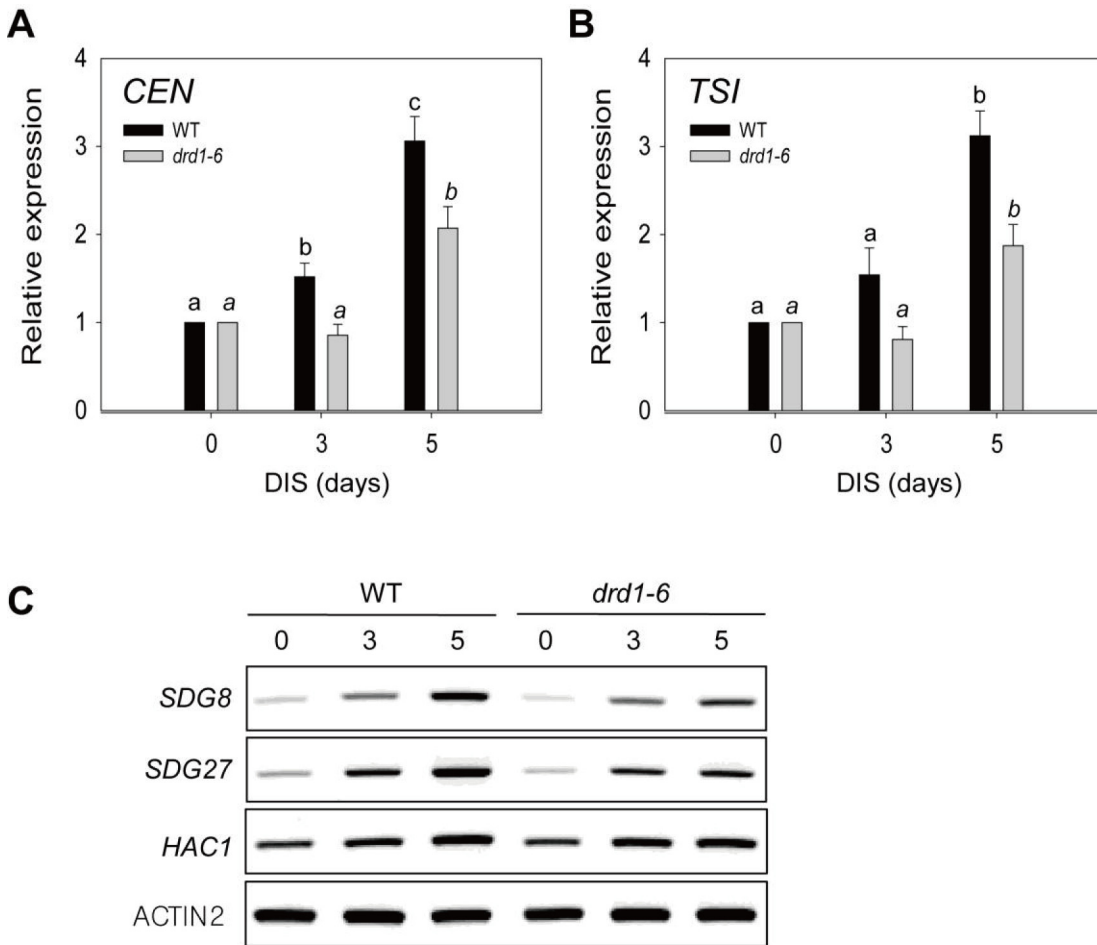 A
CEN
WT
drd1-6
Relative expression
4
3
2
1
0
a
a
b
a
c
b
0 3 5
DIS (days)
B
TSI
WT
drd1-6
Relative expression
4
3
2
1
0
a
a
a
a
b
b
0 3 5
DIS (days)
C
WT drd1-6
0 3 5 0 3 5
SDG8
SDG27
HAC1
ACTIN2